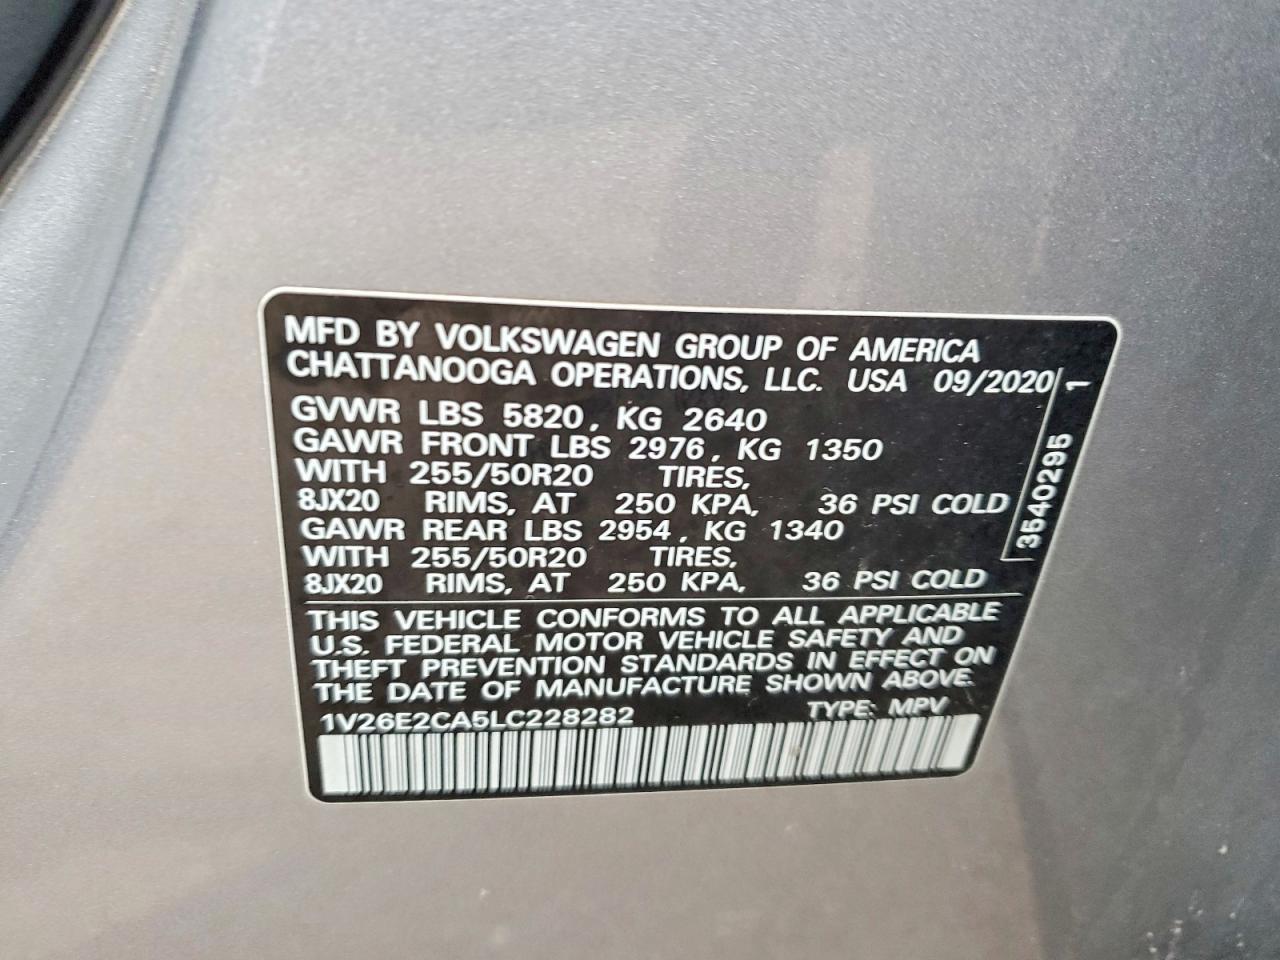 MFD BY VOLKSWAGEN GROUP OF AMERICA
CHATTANOOGA OPERATIONS, LLC. USA 09/2020
GVWR LBS 5820, KG 2640
GAWR FRONT LBS 2976, KG 1350
WITH 255/50R20 TIRES,
8JX20 RIMS, AT 250 KPA, 36 PSI COLD
GAWR REAR LBS 2954, KG 1340
WITH 255/50R20 TIRES,
8JX20 RIMS, AT 250 KPA, 36 PSI COLD
THIS VEHICLE CONFORMS TO ALL APPLICABLE
U.S. FEDERAL MOTOR VEHICLE SAFETY AND
THEFT PREVENTION STANDARDS IN EFFECT ON
THE DATE OF MANUFACTURE SHOWN ABOVE.
1V26E2CA5LC228282 TYPE: MPV
3540295 1